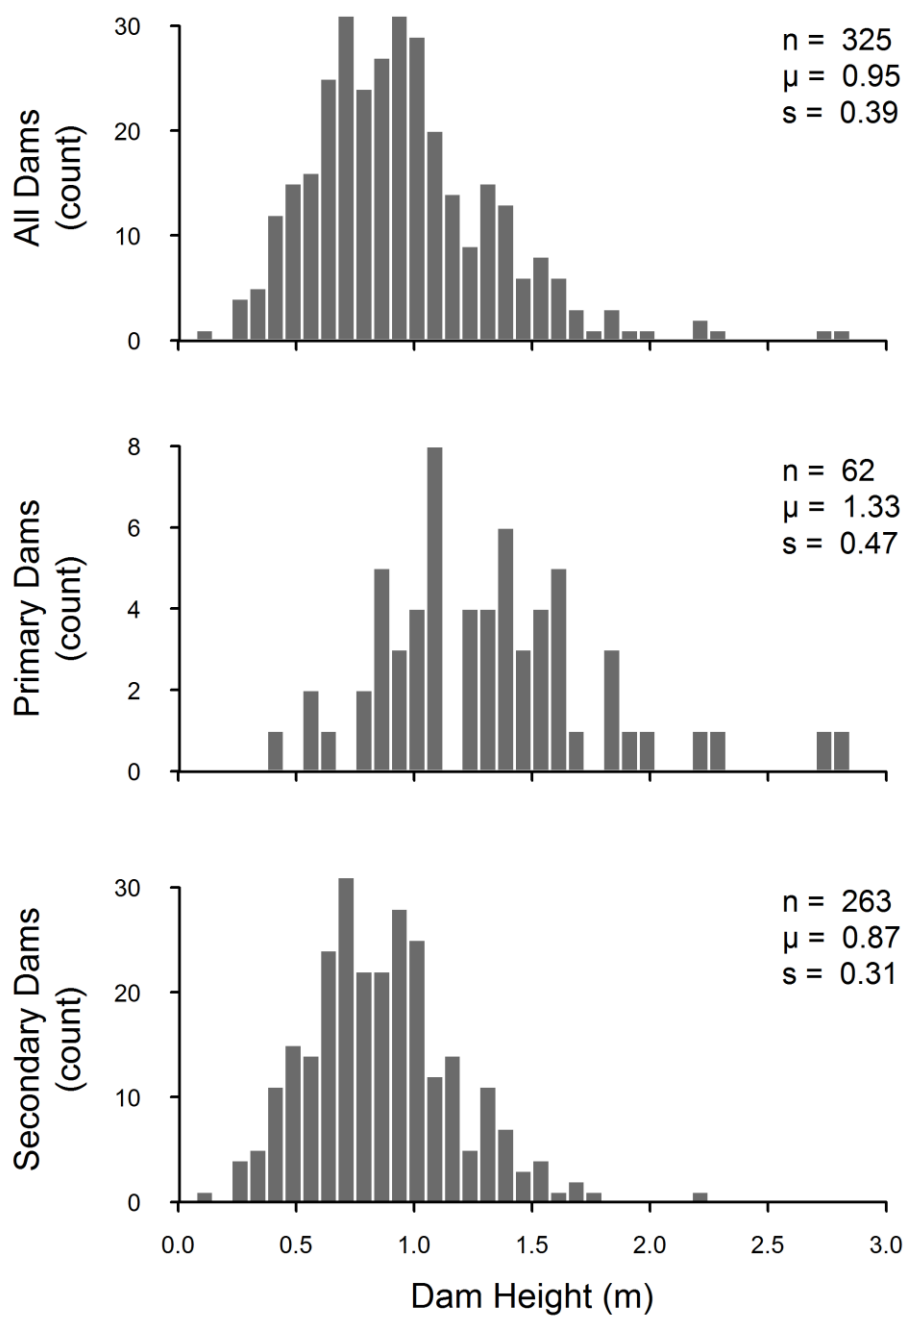 30
20
10
0
All Dams
(count)
n = 325
μ = 0.95
s = 0.39
8
6
4
2
0
Primary Dams
(count)
n = 62
μ = 1.33
s = 0.47
30
20
10
0
Secondary Dams
(count)
n = 263
μ = 0.87
s = 0.31
0.0 0.5 1.0 1.5 2.0 2.5 3.0
Dam Height (m)